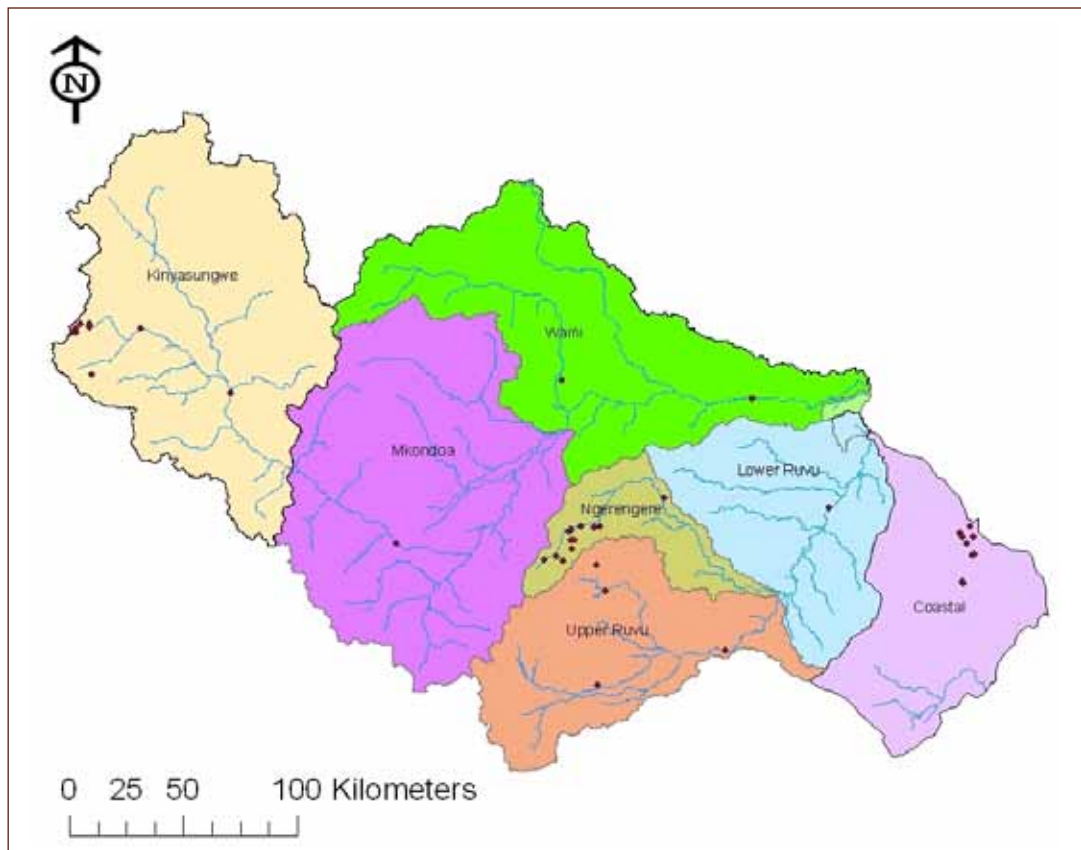 N
Kinyasungwe
Wami
Mkondoa
Lower Ruvu
Ngerengere
Coastal
Upper Ruvu
0 25 50 100 Kilometers